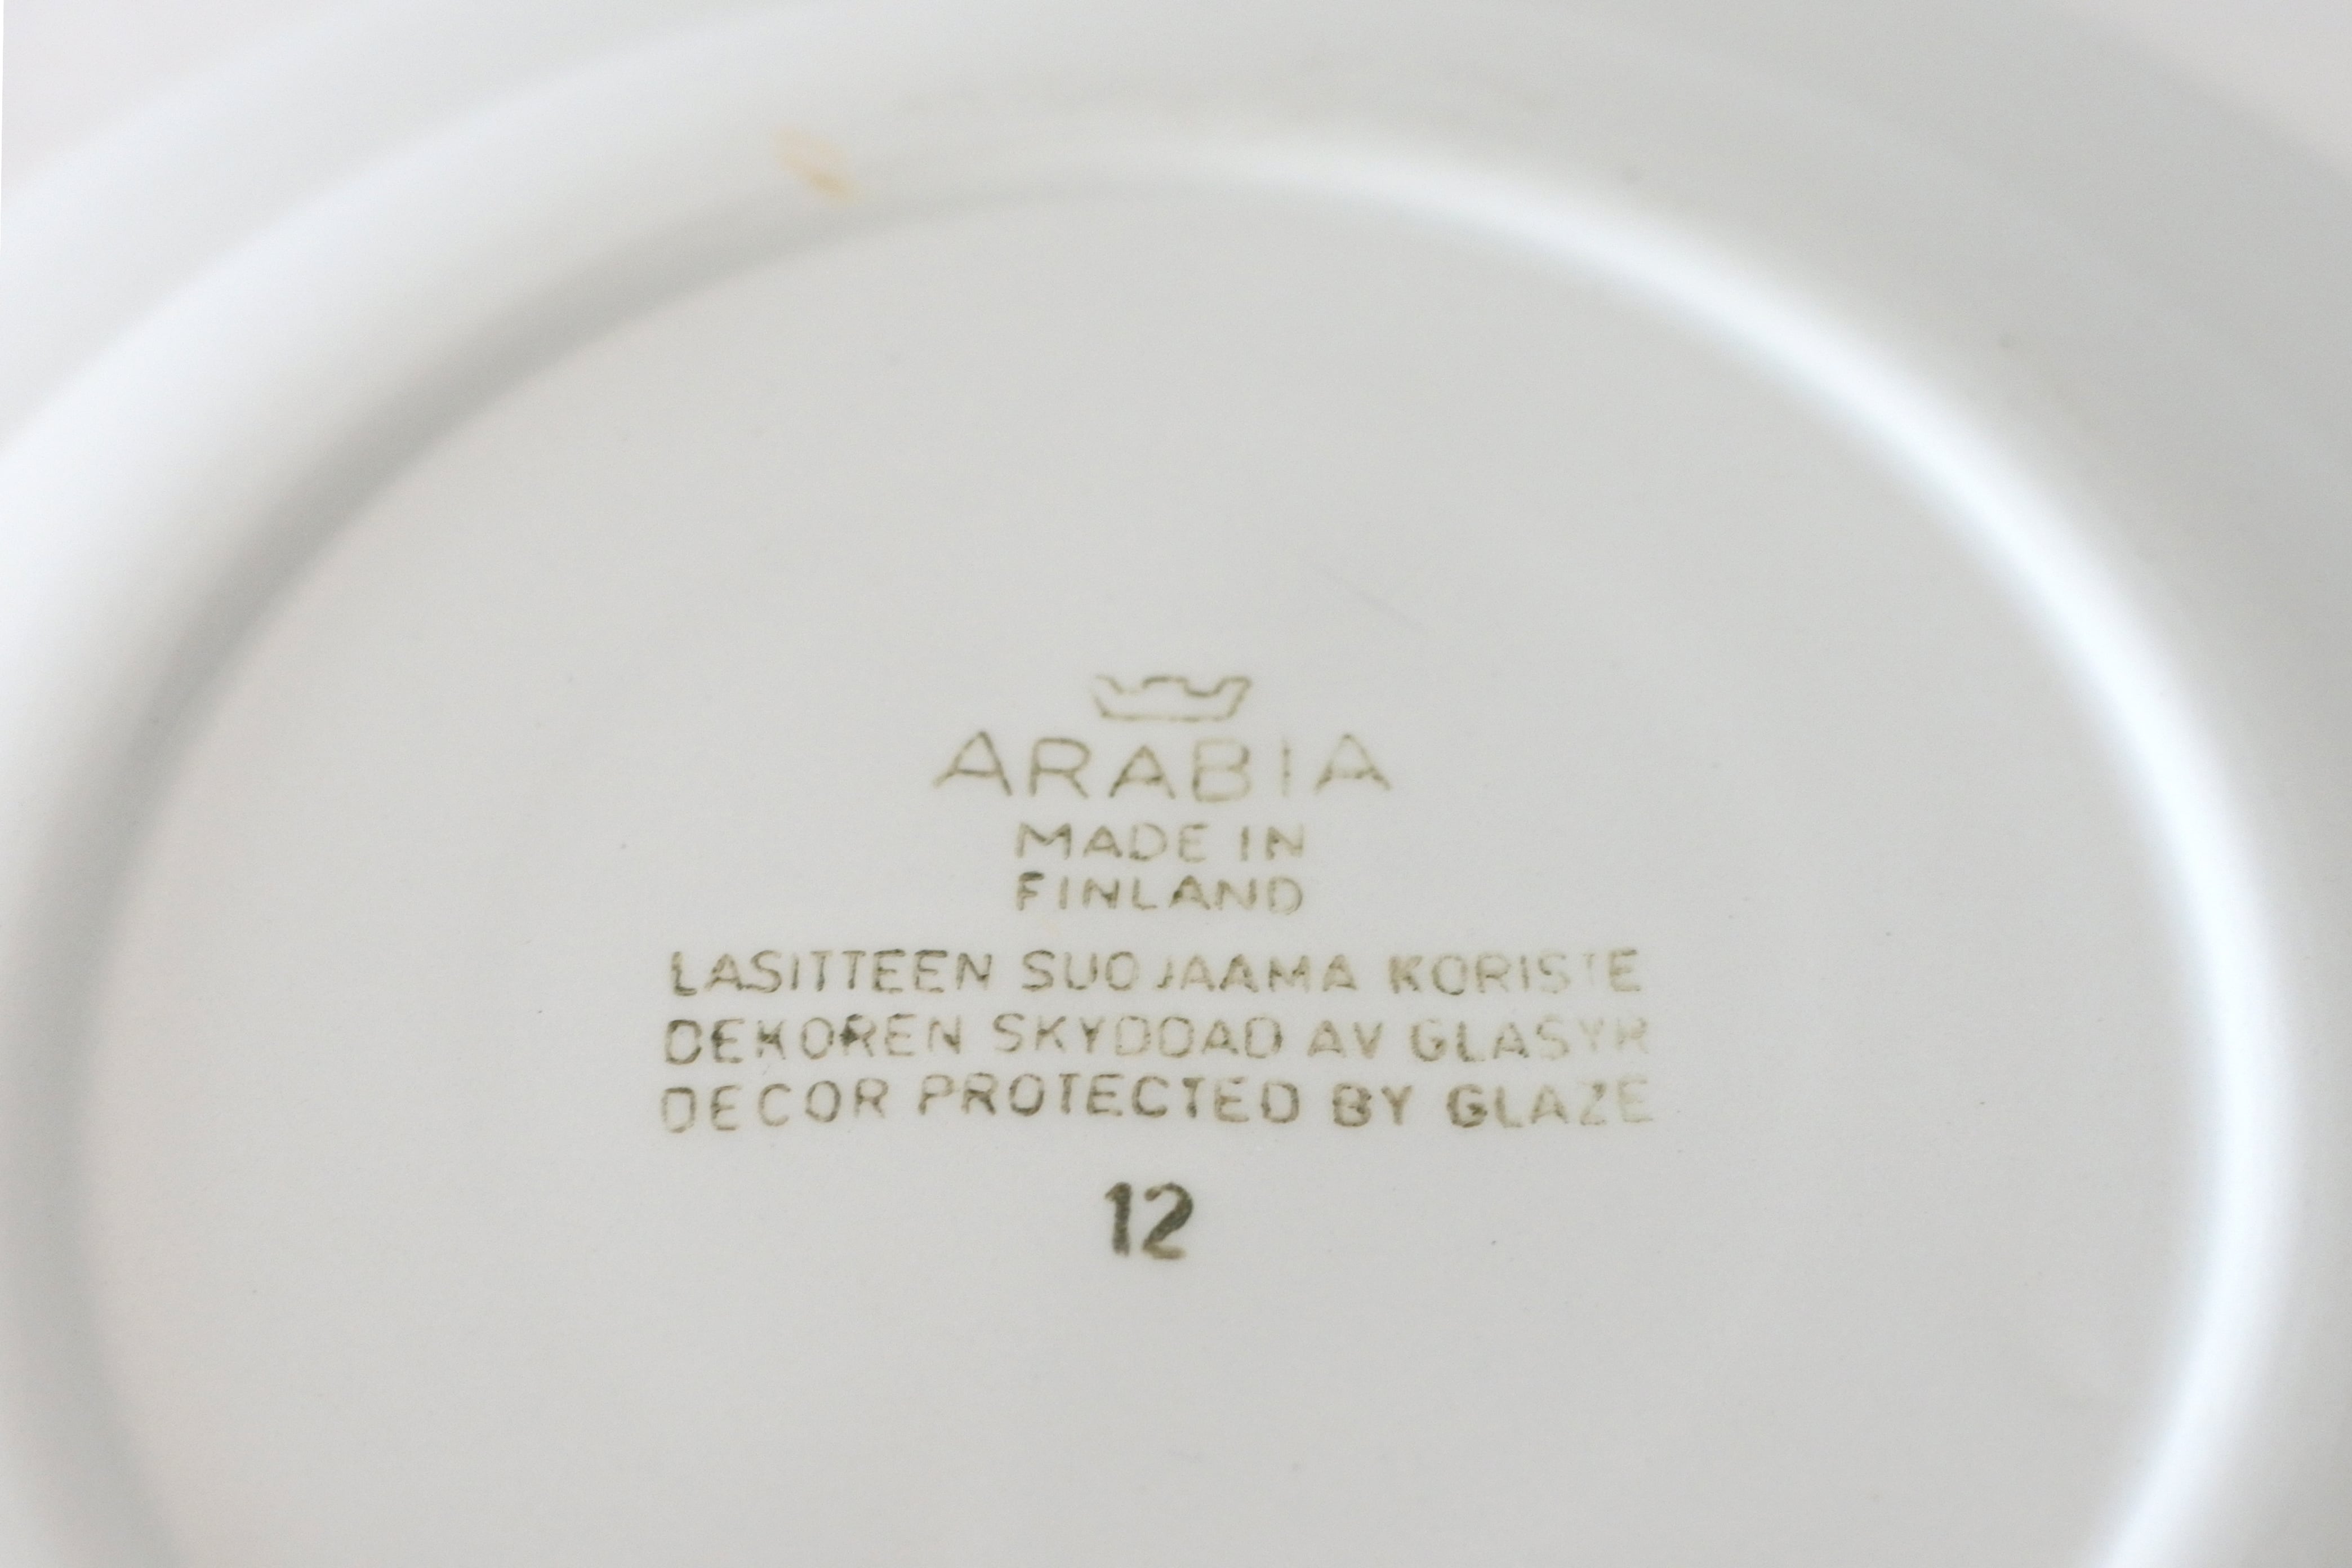 ARABIA
MADE IN
FINLAND
LASITTEEN SUOJAAMA KORISTE
DEKOREN SKYDDAD AV GLASYR
DECOR PROTECTED BY GLAZE
12